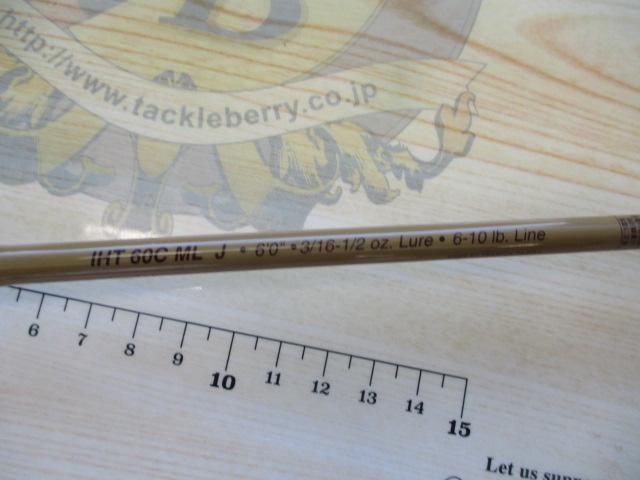 B
http://www.tackleberry.co.jp
IHT 60C ML J • 6'0" • 3/16-1/2 oz. Lure • 6-10 lb. Line
6 7 8 9 10 11 12 13 14 15
Let us